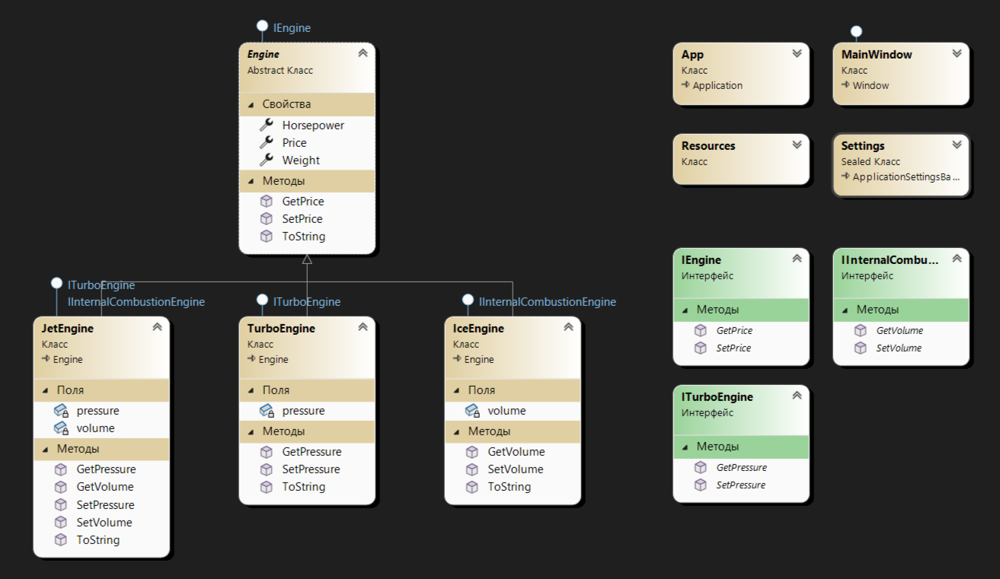 IEngine
Engine
Abstract Класс
Свойства
Horsepower
Price
Weight
Методы
GetPrice
SetPrice
ToString
ITurboEngine
IInternalCombustionEngine
JetEngine
Класс
Engine
Поля
pressure
volume
Методы
GetPressure
GetVolume
SetPressure
SetVolume
ToString
ITurboEngine
TurboEngine
Класс
Engine
Поля
pressure
Методы
GetPressure
SetPressure
ToString
IInternalCombustionEngine
IceEngine
Класс
Engine
Поля
volume
Методы
GetVolume
SetVolume
ToString
App
Класс
Application
MainWindow
Класс
Window
Resources
Класс
Settings
Sealed Класс
ApplicationSettingsBa...
IEngine
Интерфейс
Методы
GetPrice
SetPrice
IInternalCombu...
Интерфейс
Методы
GetVolume
SetVolume
ITurboEngine
Интерфейс
Методы
GetPressure
SetPressure